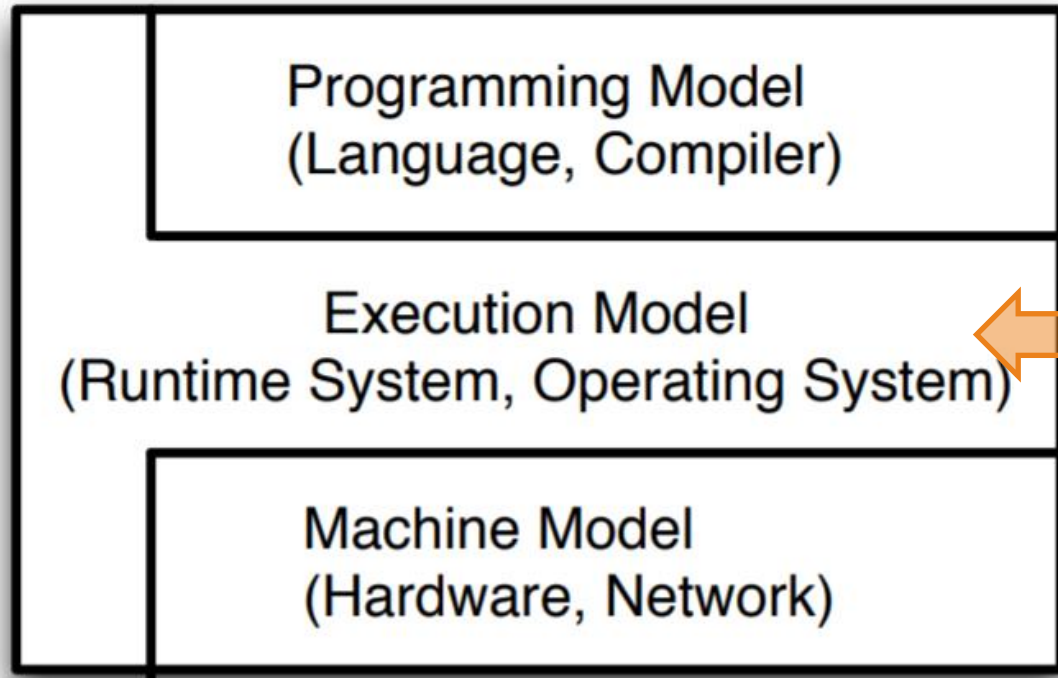 Programming Model
(Language, Compiler)
Execution Model
(Runtime System, Operating System)
Machine Model
(Hardware, Network)